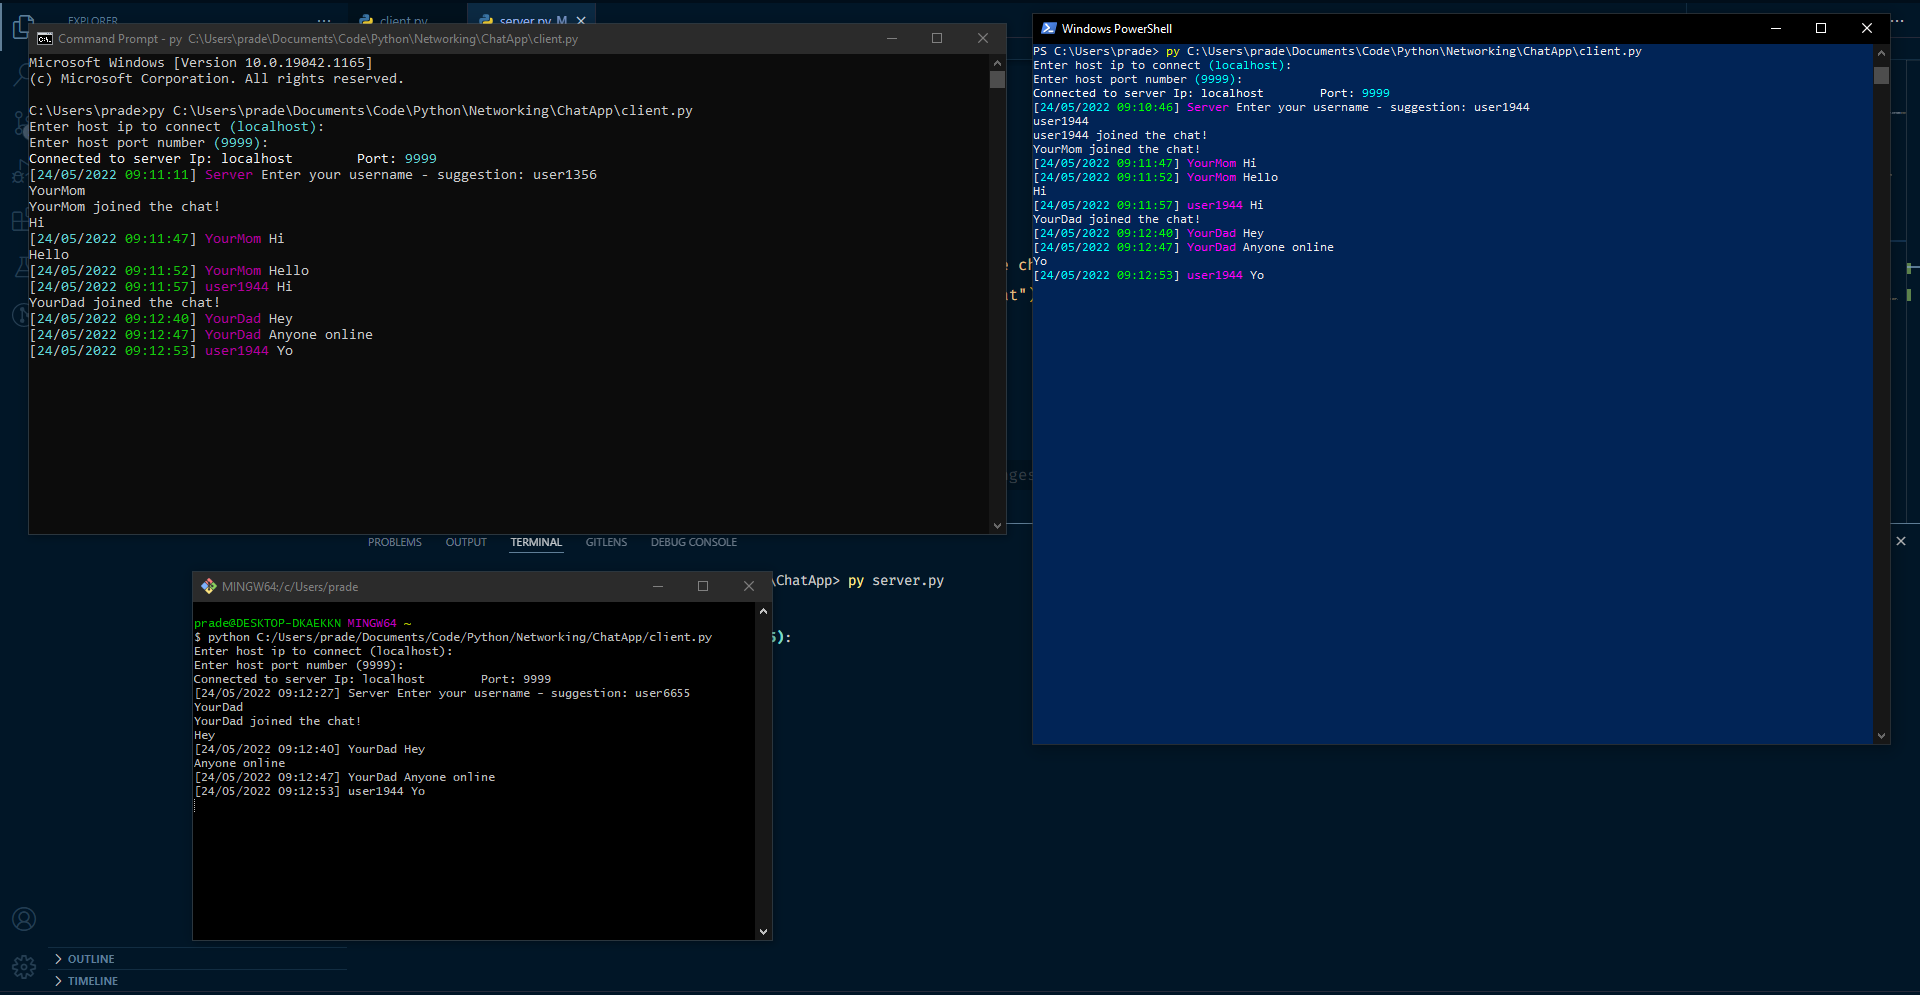 EXPLORER
...
client.py
server.py M
Command Prompt - py C:\Users\prade\Documents\Code\Python\Networking\ChatApp\client.py
Microsoft Windows [Version 10.0.19042.1165]
(c) Microsoft Corporation. All rights reserved.
C:\Users\prade>py C:\Users\prade\Documents\Code\Python\Networking\ChatApp\client.py
Enter host ip to connect (localhost):
Enter host port number (9999):
Connected to server Ip: localhost        Port: 9999
[24/05/2022 09:11:11] Server Enter your username - suggestion: user1356
YourMom
YourMom joined the chat!
Hi
[24/05/2022 09:11:47] YourMom Hi
Hello
[24/05/2022 09:11:52] YourMom Hello
[24/05/2022 09:11:57] user1944 Hi
YourDad joined the chat!
[24/05/2022 09:12:40] YourDad Hey
[24/05/2022 09:12:47] YourDad Anyone online
[24/05/2022 09:12:53] user1944 Yo
Windows PowerShell
PS C:\Users\prade> py C:\Users\prade\Documents\Code\Python\Networking\ChatApp\client.py
Enter host ip to connect (localhost):
Enter host port number (9999):
Connected to server Ip: localhost        Port: 9999
[24/05/2022 09:10:46] Server Enter your username - suggestion: user1944
user1944
user1944 joined the chat!
YourMom joined the chat!
[24/05/2022 09:11:47] YourMom Hi
[24/05/2022 09:11:52] YourMom Hello
Hi
[24/05/2022 09:11:57] user1944 Hi
YourDad joined the chat!
[24/05/2022 09:12:40] YourDad Hey
[24/05/2022 09:12:47] YourDad Anyone online
Yo
[24/05/2022 09:12:53] user1944 Yo
PROBLEMS OUTPUT TERMINAL GITLENS DEBUG CONSOLE
\ChatApp> py server.py
):
MINGW64:/c/Users/prade
prade@DESKTOP-DKAEKKN MINGW64 ~
$ python C:/Users/prade/Documents/Code/Python/Networking/ChatApp/client.py
Enter host ip to connect (localhost):
Enter host port number (9999):
Connected to server Ip: localhost        Port: 9999
[24/05/2022 09:12:27] Server Enter your username - suggestion: user6655
YourDad
YourDad joined the chat!
Hey
[24/05/2022 09:12:40] YourDad Hey
Anyone online
[24/05/2022 09:12:47] YourDad Anyone online
[24/05/2022 09:12:53] user1944 Yo
OUTLINE
TIMELINE